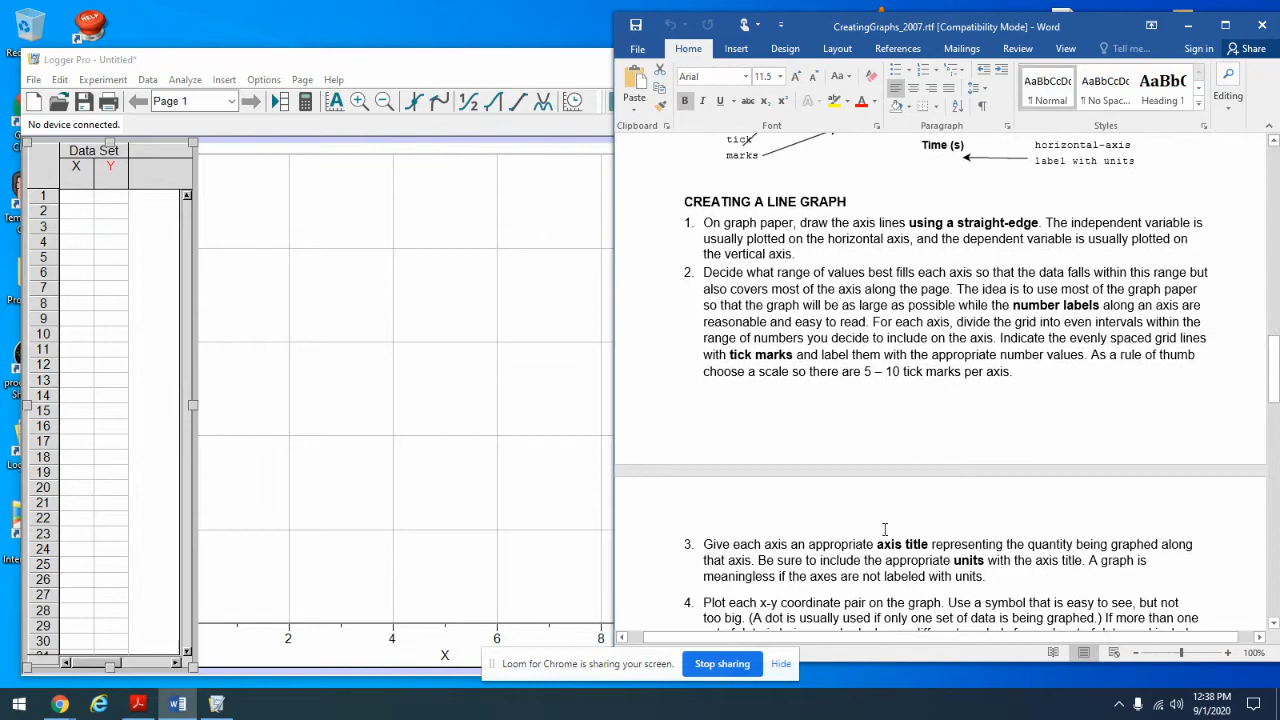 Logger Pro - Untitled*
File Edit Experiment Data Analyze Insert Options Page Help
Page 1
No device connected.
Data Set
X Y
1
2
3
4
5
6
7
8
9
10
11
12
13
14
15
16
17
18
19
20
21
22
23
24
25
26
27
28
29
30
2 4 6 8
X
CreatingGraphs_2007.rtf [Compatibility Mode] - Word
File Home Insert Design Layout References Mailings Review View Tell me... Sign in Share
Paste
Arial 11.5
AaBbCcDc AaBbCcDc AaBbC
¶ Normal ¶ No Spac... Heading 1
Editing
Clipboard Font Paragraph Styles
tick
marks
Time (s)
horizontal-axis
label with units
CREATING A LINE GRAPH
1. On graph paper, draw the axis lines using a straight-edge. The independent variable is
usually plotted on the horizontal axis, and the dependent variable is usually plotted on
the vertical axis.
2. Decide what range of values best fills each axis so that the data falls within this range but
also covers most of the axis along the page. The idea is to use most of the graph paper
so that the graph will be as large as possible while the number labels along an axis are
reasonable and easy to read. For each axis, divide the grid into even intervals within the
range of numbers you decide to include on the axis. Indicate the evenly spaced grid lines
with tick marks and label them with the appropriate number values. As a rule of thumb
choose a scale so there are 5 – 10 tick marks per axis.
3. Give each axis an appropriate axis title representing the quantity being graphed along
that axis. Be sure to include the appropriate units with the axis title. A graph is
meaningless if the axes are not labeled with units.
4. Plot each x-y coordinate pair on the graph. Use a symbol that is easy to see, but not
too big. (A dot is usually used if only one set of data is being graphed.) If more than one
100%
Loom for Chrome is sharing your screen. Stop sharing Hide
12:38 PM
9/1/2020